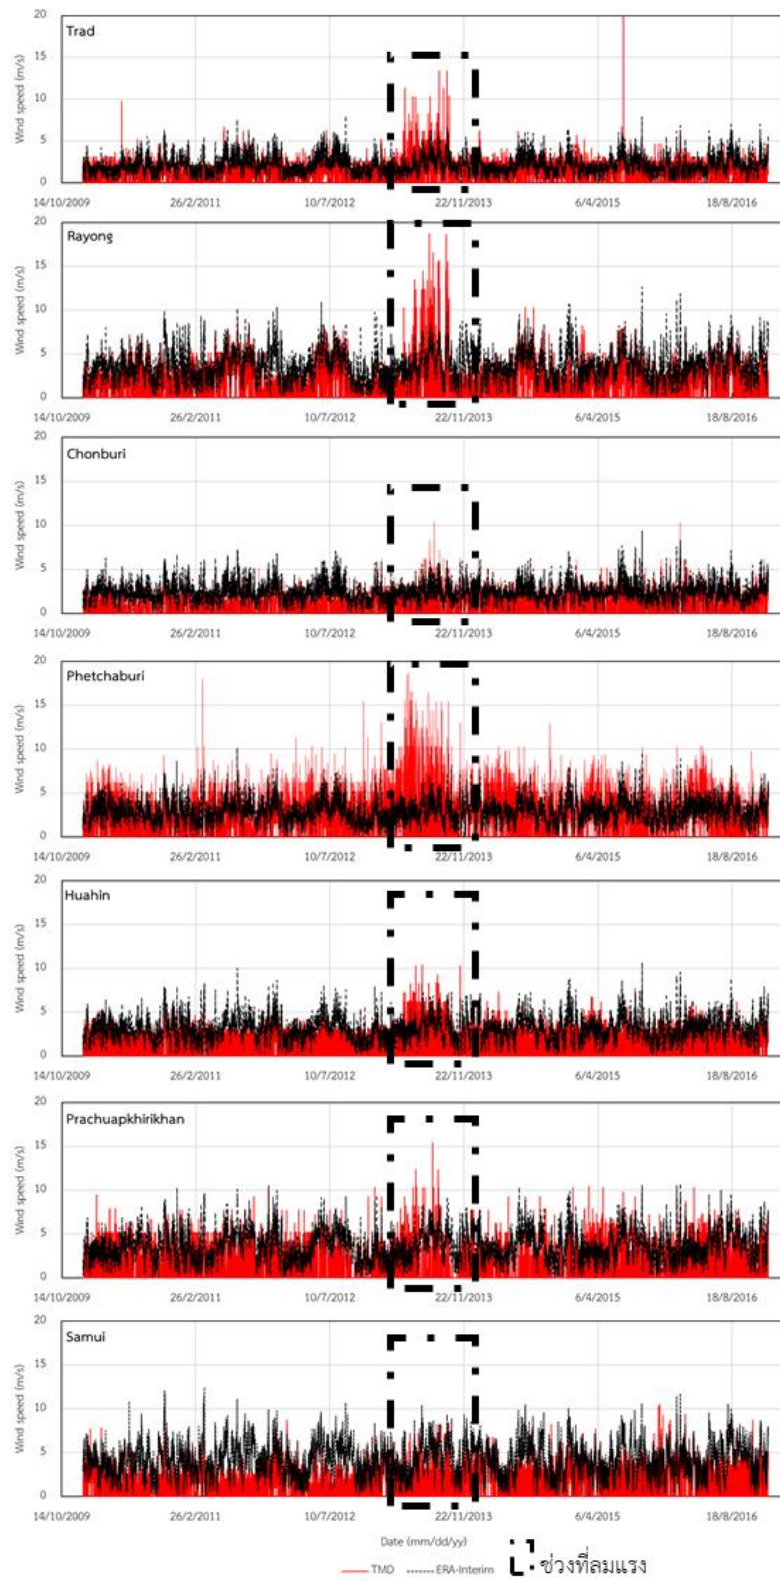 20
Trad
15
Wind speed (m/s)
10
5
0
14/10/2009 26/2/2011 10/7/2012 22/11/2013 6/4/2015 18/8/2016
20
Rayong
15
Wind speed (m/s)
10
5
0
14/10/2009 26/2/2011 10/7/2012 22/11/2013 6/4/2015 18/8/2016
20
Chonburi
15
Wind speed (m/s)
10
5
0
14/10/2009 26/2/2011 10/7/2012 22/11/2013 6/4/2015 18/8/2016
20
Phetchaburi
15
Wind speed (m/s)
10
5
0
14/10/2009 26/2/2011 10/7/2012 22/11/2013 6/4/2015 18/8/2016
20
Huahin
15
Wind speed (m/s)
10
5
0
14/10/2009 26/2/2011 10/7/2012 22/11/2013 6/4/2015 18/8/2016
20
Prachuapkhirikhan
15
Wind speed (m/s)
10
5
0
14/10/2009 26/2/2011 10/7/2012 22/11/2013 6/4/2015 18/8/2016
20
Samui
15
Wind speed (m/s)
10
5
0
14/10/2009 26/2/2011 10/7/2012 22/11/2013 6/4/2015 18/8/2016
Date (mm/dd/yy)
TMD ERA-Interim ช่วงที่ลมแรง